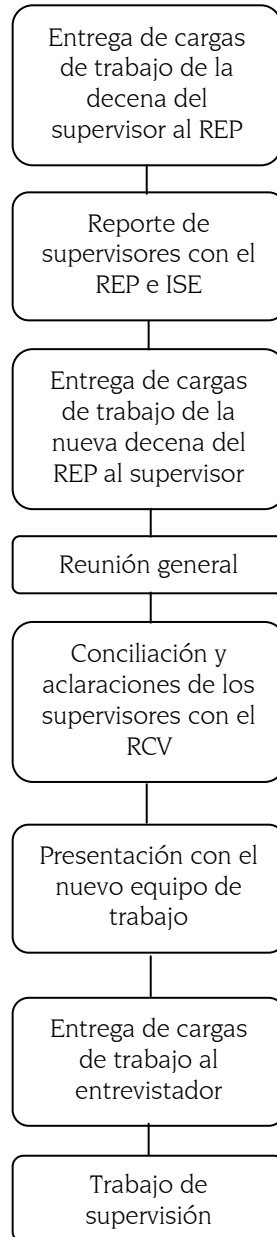 Entrega de cargas
de trabajo de la
decena del
supervisor al REP
Reporte de
supervisores con el
REP e ISE
Entrega de cargas
de trabajo de la
nueva decena del
REP al supervisor
Reunión general
Conciliación y
aclaraciones de los
supervisores con el
RCV
Presentación con el
nuevo equipo de
trabajo
Entrega de cargas
de trabajo al
entrevistador
Trabajo de
supervisión